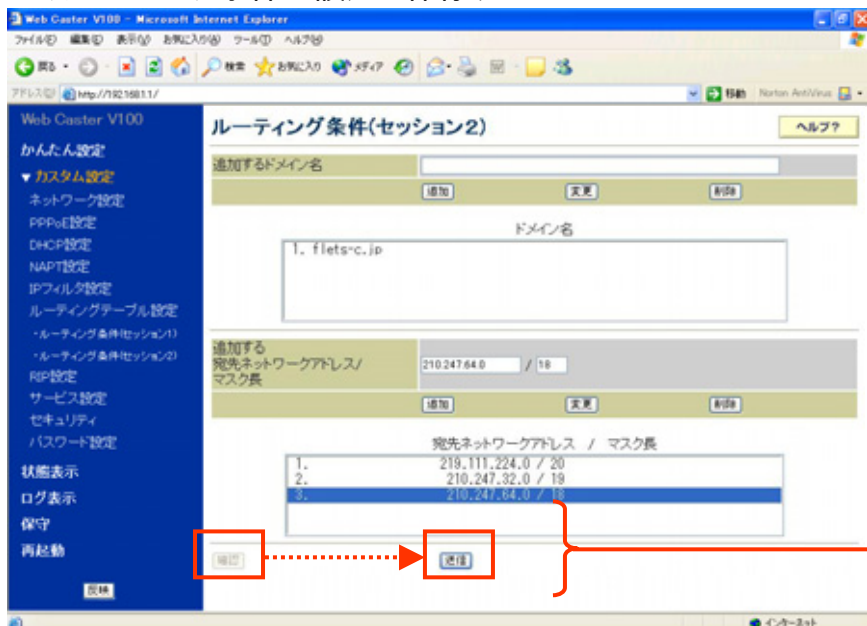 Web Caster V100 - Microsoft Internet Explorer
ファイル(F) 編集(E) 表示(V) お気に入り(A) ツール(T) ヘルプ(H)
戻る 検索 お気に入り メディア
アドレス(D) http://192.168.1.1/ 移動 Norton AntiVirus
Web Caster V100
かんたん設定
▼カスタム設定
ネットワーク設定
PPPoE設定
DHCP設定
NAPT設定
IPフィルタ設定
ルーティングテーブル設定
・ルーティング条件(セッション1)
・ルーティング条件(セッション2)
RIP設定
サービス設定
セキュリティ
パスワード設定
状態表示
ログ表示
保守
再起動
反映
ルーティング条件(セッション2)
ヘルプ?
追加するドメイン名
追加 変更 削除
ドメイン名
1. flets-c.jp
追加する
宛先ネットワークアドレス/
マスク長
210.247.64.0 / 18
追加 変更 削除
宛先ネットワークアドレス / マスク長
1. 219.111.224.0 / 20
2. 210.247.32.0 / 19
3. 210.247.64.0 / 18
確認 送信
インターネット